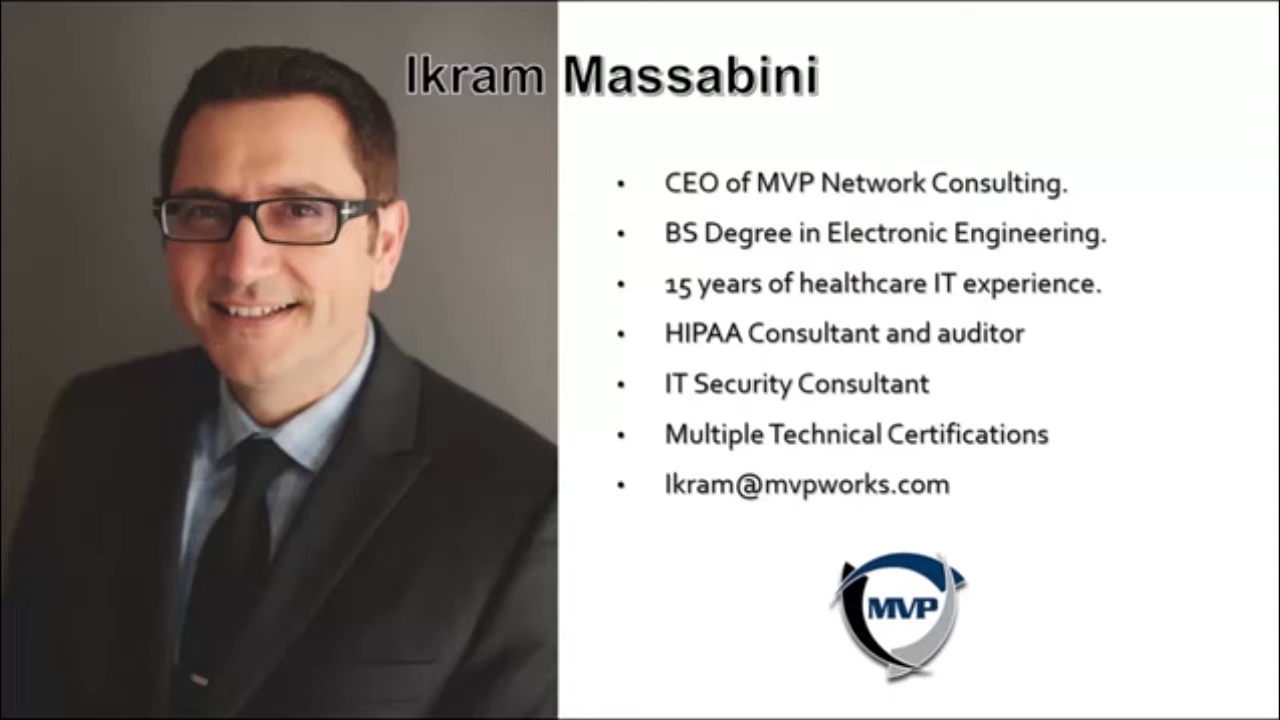 Ikram Massabini
• CEO of MVP Network Consulting.
• BS Degree in Electronic Engineering.
• 15 years of healthcare IT experience.
• HIPAA Consultant and auditor
• IT Security Consultant
• Multiple Technical Certifications
• Ikram@mvpworks.com
MVP